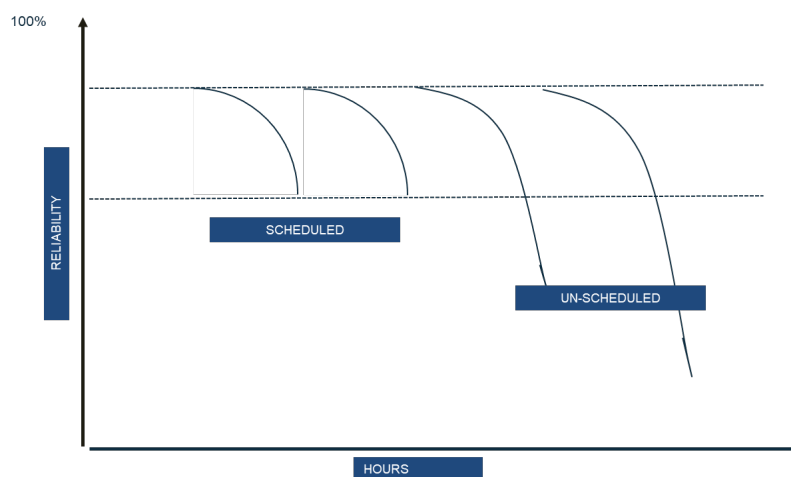 100%
RELIABILITY
SCHEDULED
UN-SCHEDULED
HOURS